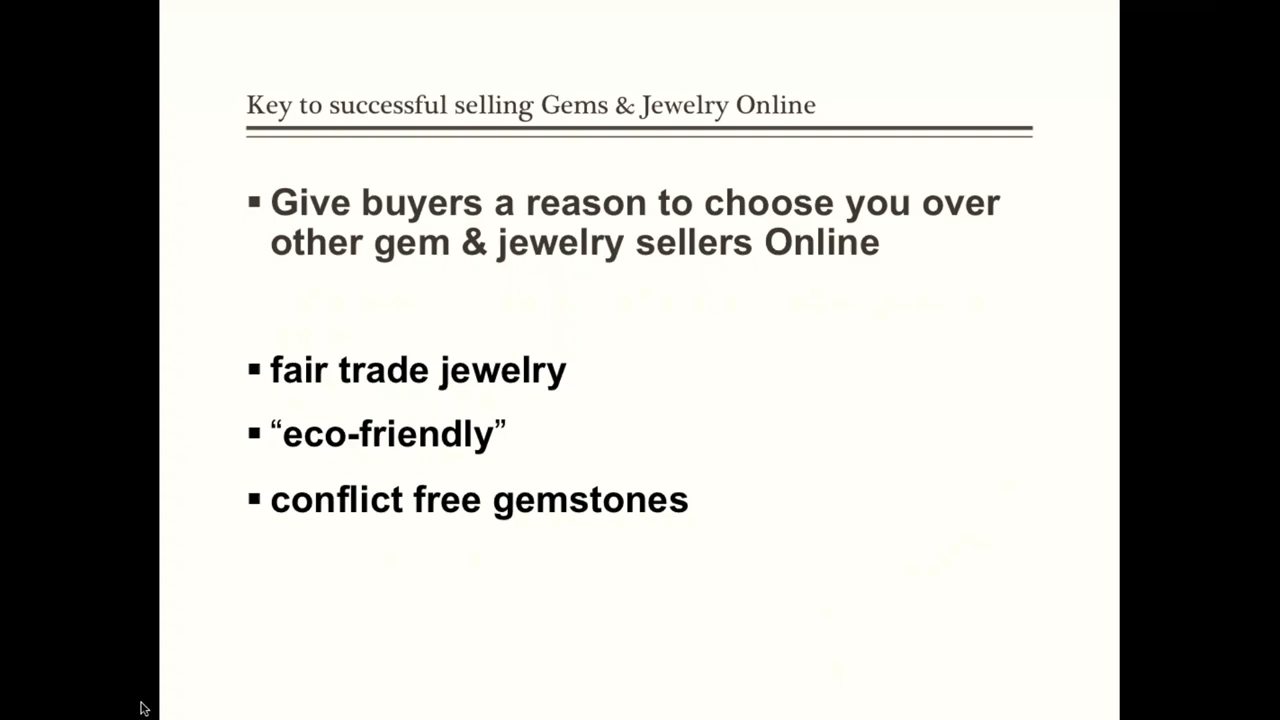 Key to successful selling Gems & Jewelry Online
▪ Give buyers a reason to choose you over
other gem & jewelry sellers Online
▪ fair trade jewelry
▪ “eco-friendly”
▪ conflict free gemstones